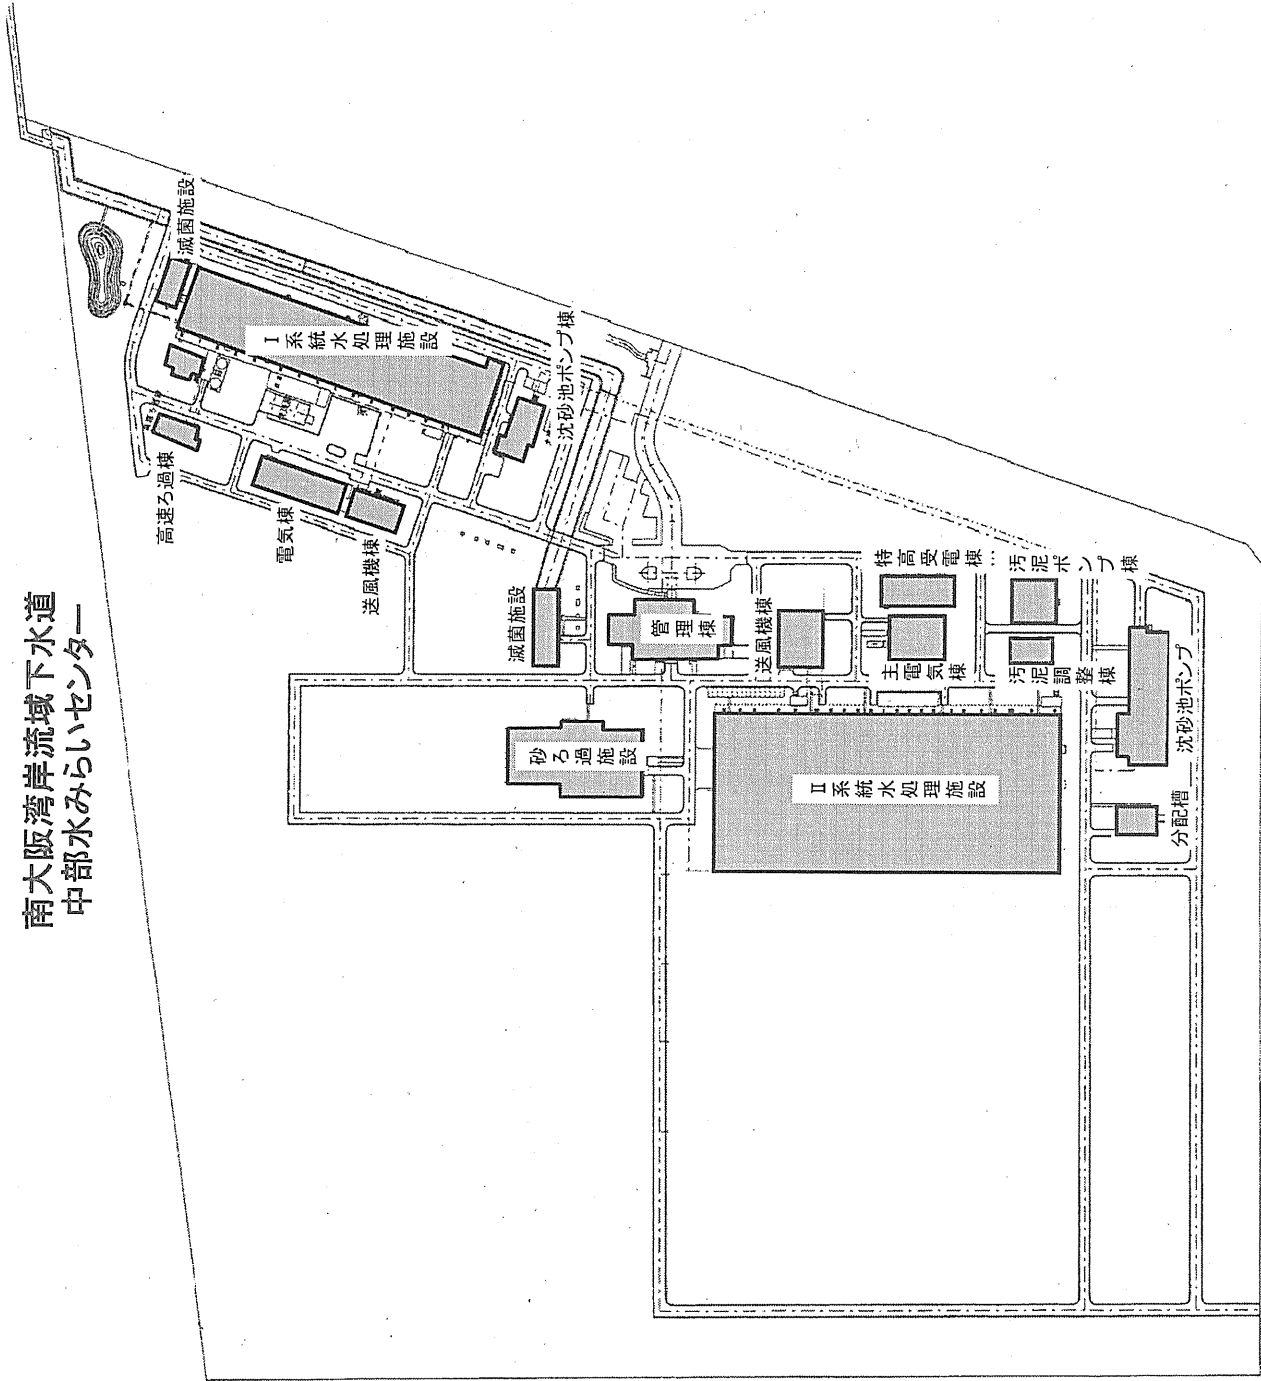 南大阪湾岸流域下水道
中部水みらいセンター
滅菌施設
Ⅰ系統水処理施設
沈砂池ポンプ棟
高速ろ過棟
電気棟
送風機棟
滅菌施設
管理棟
送風機棟
特高受電棟…
汚泥ポンプ棟
主電気棟
汚泥調整棟
砂ろ過施設
Ⅱ系統水処理施設
沈砂池ポンプ
分配槽